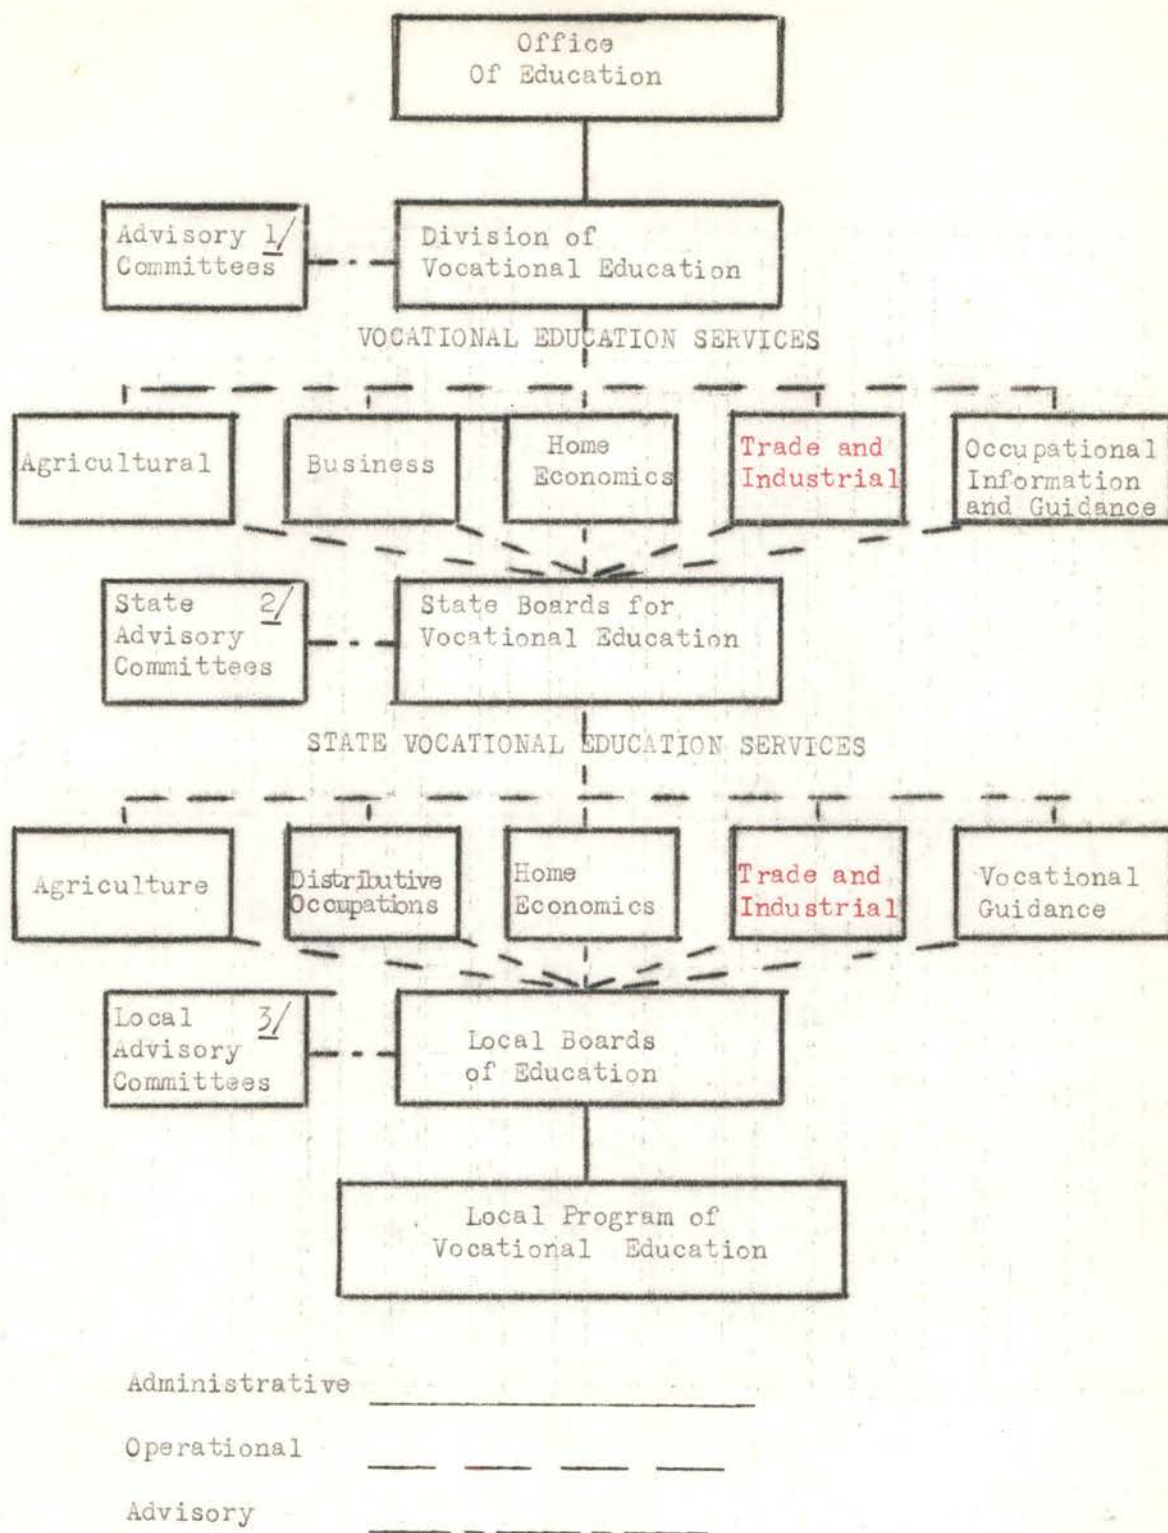 Office
Of Education
Advisory 1/
Committees
Division of
Vocational Education
VOCATIONAL EDUCATION SERVICES
Agricultural
Business
Home
Economics
Trade and
Industrial
Occupational
Information
and Guidance
State 2/
Advisory
Committees
State Boards for
Vocational Education
STATE VOCATIONAL EDUCATION SERVICES
Agriculture
Distributive
Occupations
Home
Economics
Trade and
Industrial
Vocational
Guidance
Local 3/
Advisory
Committees
Local Boards
of Education
Local Program of
Vocational Education
Administrative
Operational
Advisory